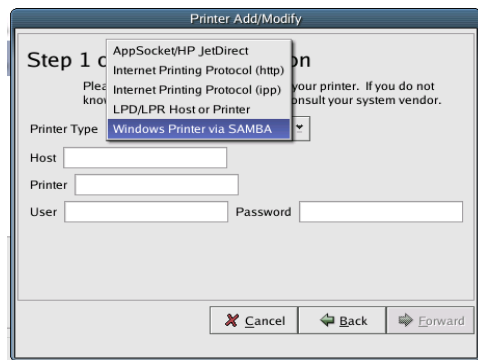 Printer Add/Modify
Step 1 o
n
AppSocket/HP JetDirect
Internet Printing Protocol (http)
Internet Printing Protocol (ipp)
LPD/LPR Host or Printer
Windows Printer via SAMBA
Plea
your printer. If you do not
know
onsult your system vendor.
Printer Type
Host
Printer
User
Password
Cancel
Back
Forward